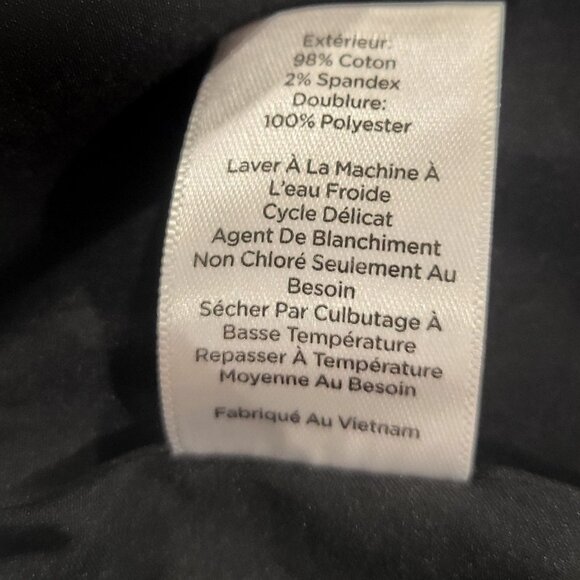 Extérieur:
98% Coton
2% Spandex
Doublure:
100% Polyester
Laver À La Machine À
L'eau Froide
Cycle Délicat
Agent De Blanchiment
Non Chloré Seulement Au
Besoin
Sécher Par Culbutage À
Basse Température
Repasser À Température
Moyenne Au Besoin
Fabriqué Au Vietnam